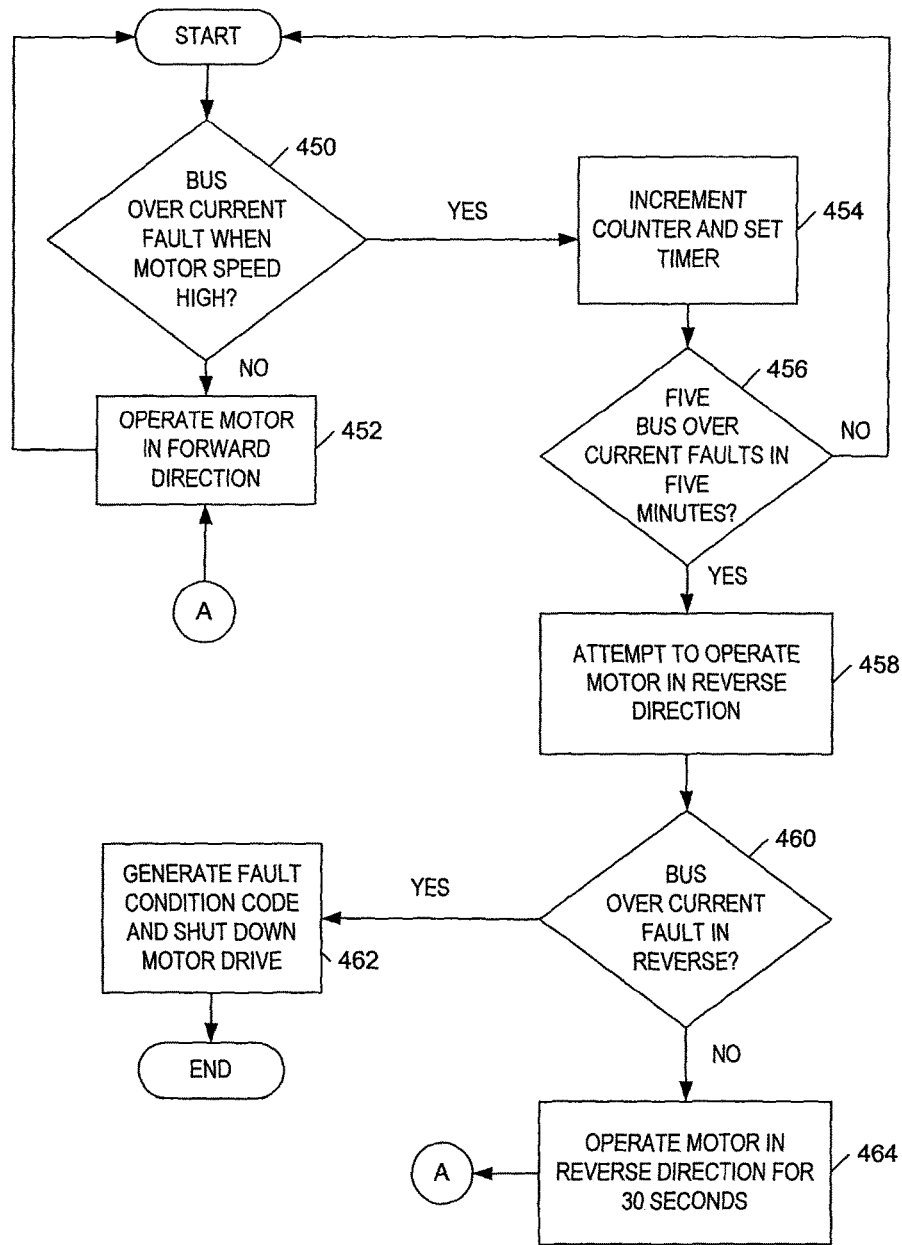 START
450
BUS
OVER CURRENT
FAULT WHEN
MOTOR SPEED
HIGH?
YES
INCREMENT
COUNTER AND SET
TIMER
454
NO
OPERATE MOTOR
IN FORWARD
DIRECTION
452
A
456
FIVE
BUS OVER
CURRENT FAULTS IN
FIVE
MINUTES?
NO
YES
ATTEMPT TO OPERATE
MOTOR IN REVERSE
DIRECTION
458
460
BUS
OVER CURRENT
FAULT IN
REVERSE?
YES
GENERATE FAULT
CONDITION CODE
AND SHUT DOWN
MOTOR DRIVE
462
END
NO
OPERATE MOTOR IN
REVERSE DIRECTION FOR
30 SECONDS
464
A